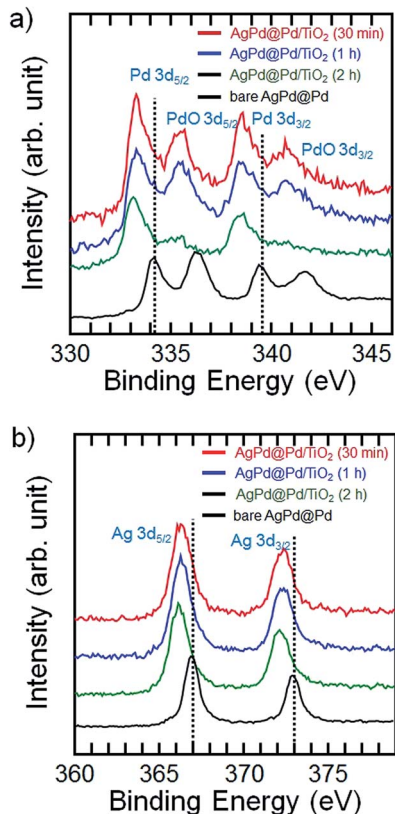 a)
AgPd@Pd/TiO₂ (30 min)
AgPd@Pd/TiO₂ (1 h)
AgPd@Pd/TiO₂ (2 h)
bare AgPd@Pd
Pd 3d₅/₂
PdO 3d₅/₂
Pd 3d₃/₂
PdO 3d₃/₂
Intensity (arb. unit)
330 335 340 345
Binding Energy (eV)
b)
AgPd@Pd/TiO₂ (30 min)
AgPd@Pd/TiO₂ (1 h)
AgPd@Pd/TiO₂ (2 h)
bare AgPd@Pd
Ag 3d₅/₂
Ag 3d₃/₂
Intensity (arb. unit)
360 365 370 375
Binding Energy (eV)